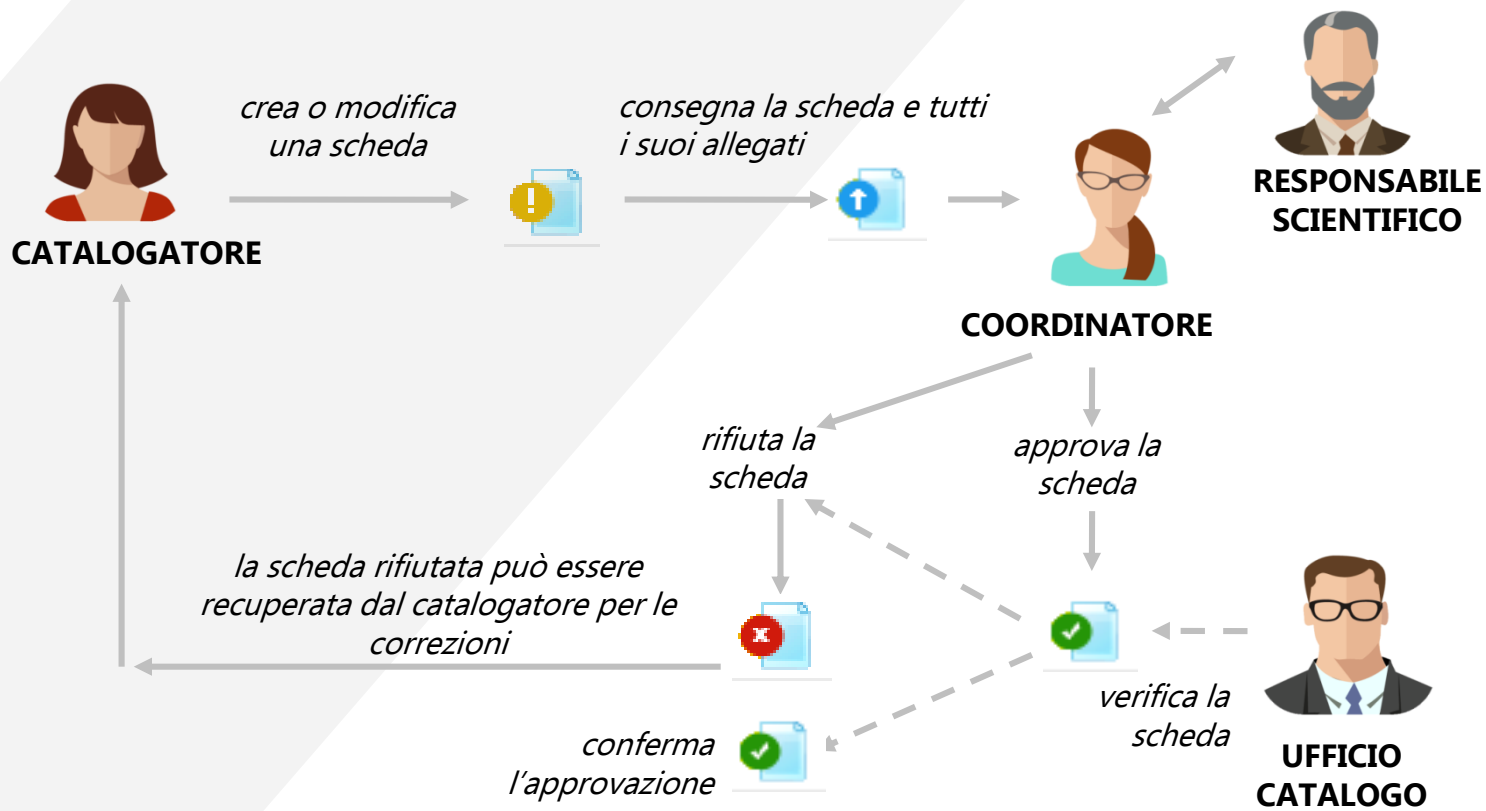 crea o modifica
una scheda
consegna la scheda e tutti
i suoi allegati
CATALOGATORE
RESPONSABILE
SCIENTIFICO
COORDINATORE
rifiuta la
scheda
approva la
scheda
la scheda rifiutata può essere
recuperata dal catalogatore per le
correzioni
verifica la
scheda
conferma
l'approvazione
UFFICIO
CATALOGO